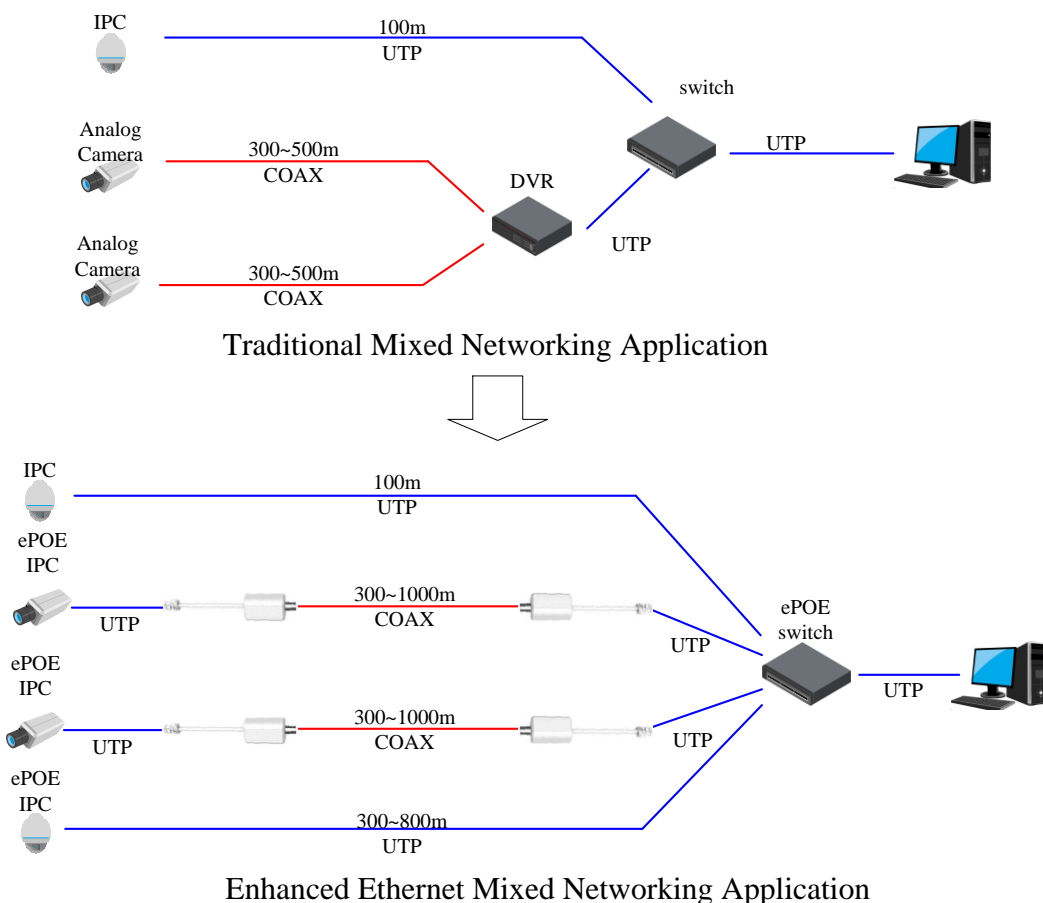 IPC
100m
UTP
switch
Analog
Camera
300~500m
COAX
UTP
DVR
UTP
Analog
Camera
300~500m
COAX
Traditional Mixed Networking Application
IPC
100m
UTP
ePOE
IPC
300~1000m
COAX
UTP
UTP
ePOE
switch
UTP
ePOE
IPC
300~1000m
COAX
UTP
UTP
ePOE
IPC
300~800m
UTP
Enhanced Ethernet Mixed Networking Application